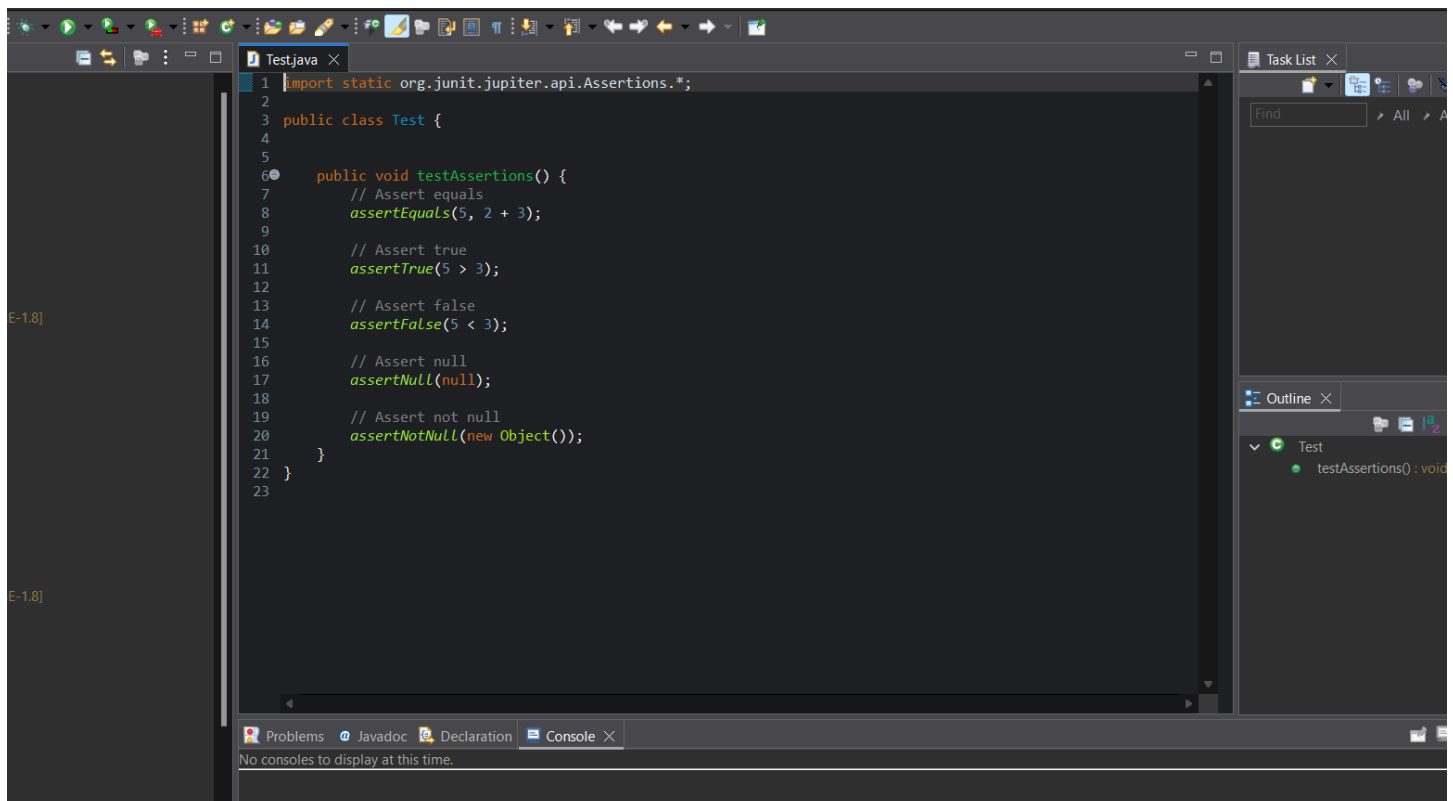 Test.java
Task List
1 import static org.junit.jupiter.api.Assertions.*;
2
3 public class Test {
4
5
6 public void testAssertions() {
7 // Assert equals
8 assertEquals(5, 2 + 3);
9
10 // Assert true
11 assertTrue(5 > 3);
12
13 // Assert false
14 assertFalse(5 < 3);
15
16 // Assert null
17 assertNull(null);
18
19 // Assert not null
20 assertNotNull(new Object());
21 }
22 }
23
E-1.8]
E-1.8]
Find
All
A
Outline
Test
testAssertions() : void
Problems
Javadoc
Declaration
Console
No consoles to display at this time.